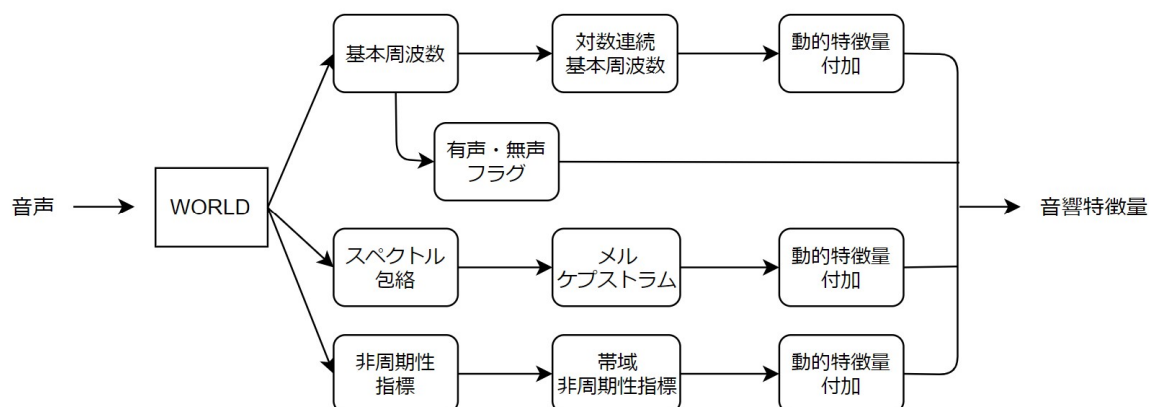 基本周波数
対数連続
基本周波数
動的特徴量
付加
有声・無声
フラグ
音声
WORLD
音響特徴量
スペクトル
包絡
メル
ケプストラム
動的特徴量
付加
非周期性
指標
帯域
非周期性指標
動的特徴量
付加